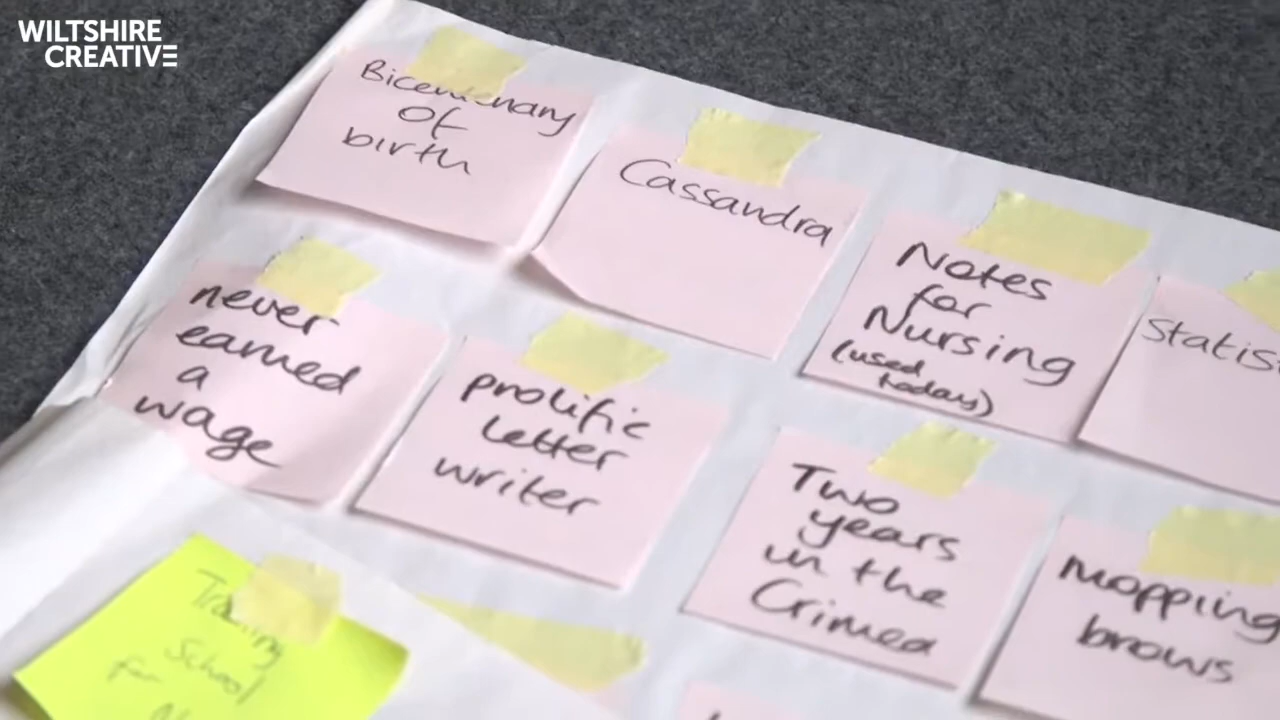 WILTSHIRE
CREATIVE
Bicentenary
of
birth
Cassandra
Notes
for
Nursing
(used
today)
Statis
never
earned
a
wage
prolific
letter
writer
Two
years
in the
Crimea
Mopping
brows
Training
School
for